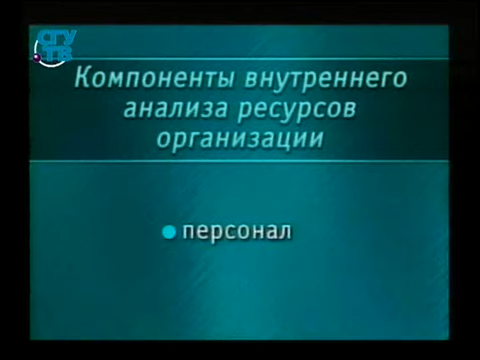 СГУ
ТВ
Компоненты внутреннего
анализа ресурсов
организации
персонал